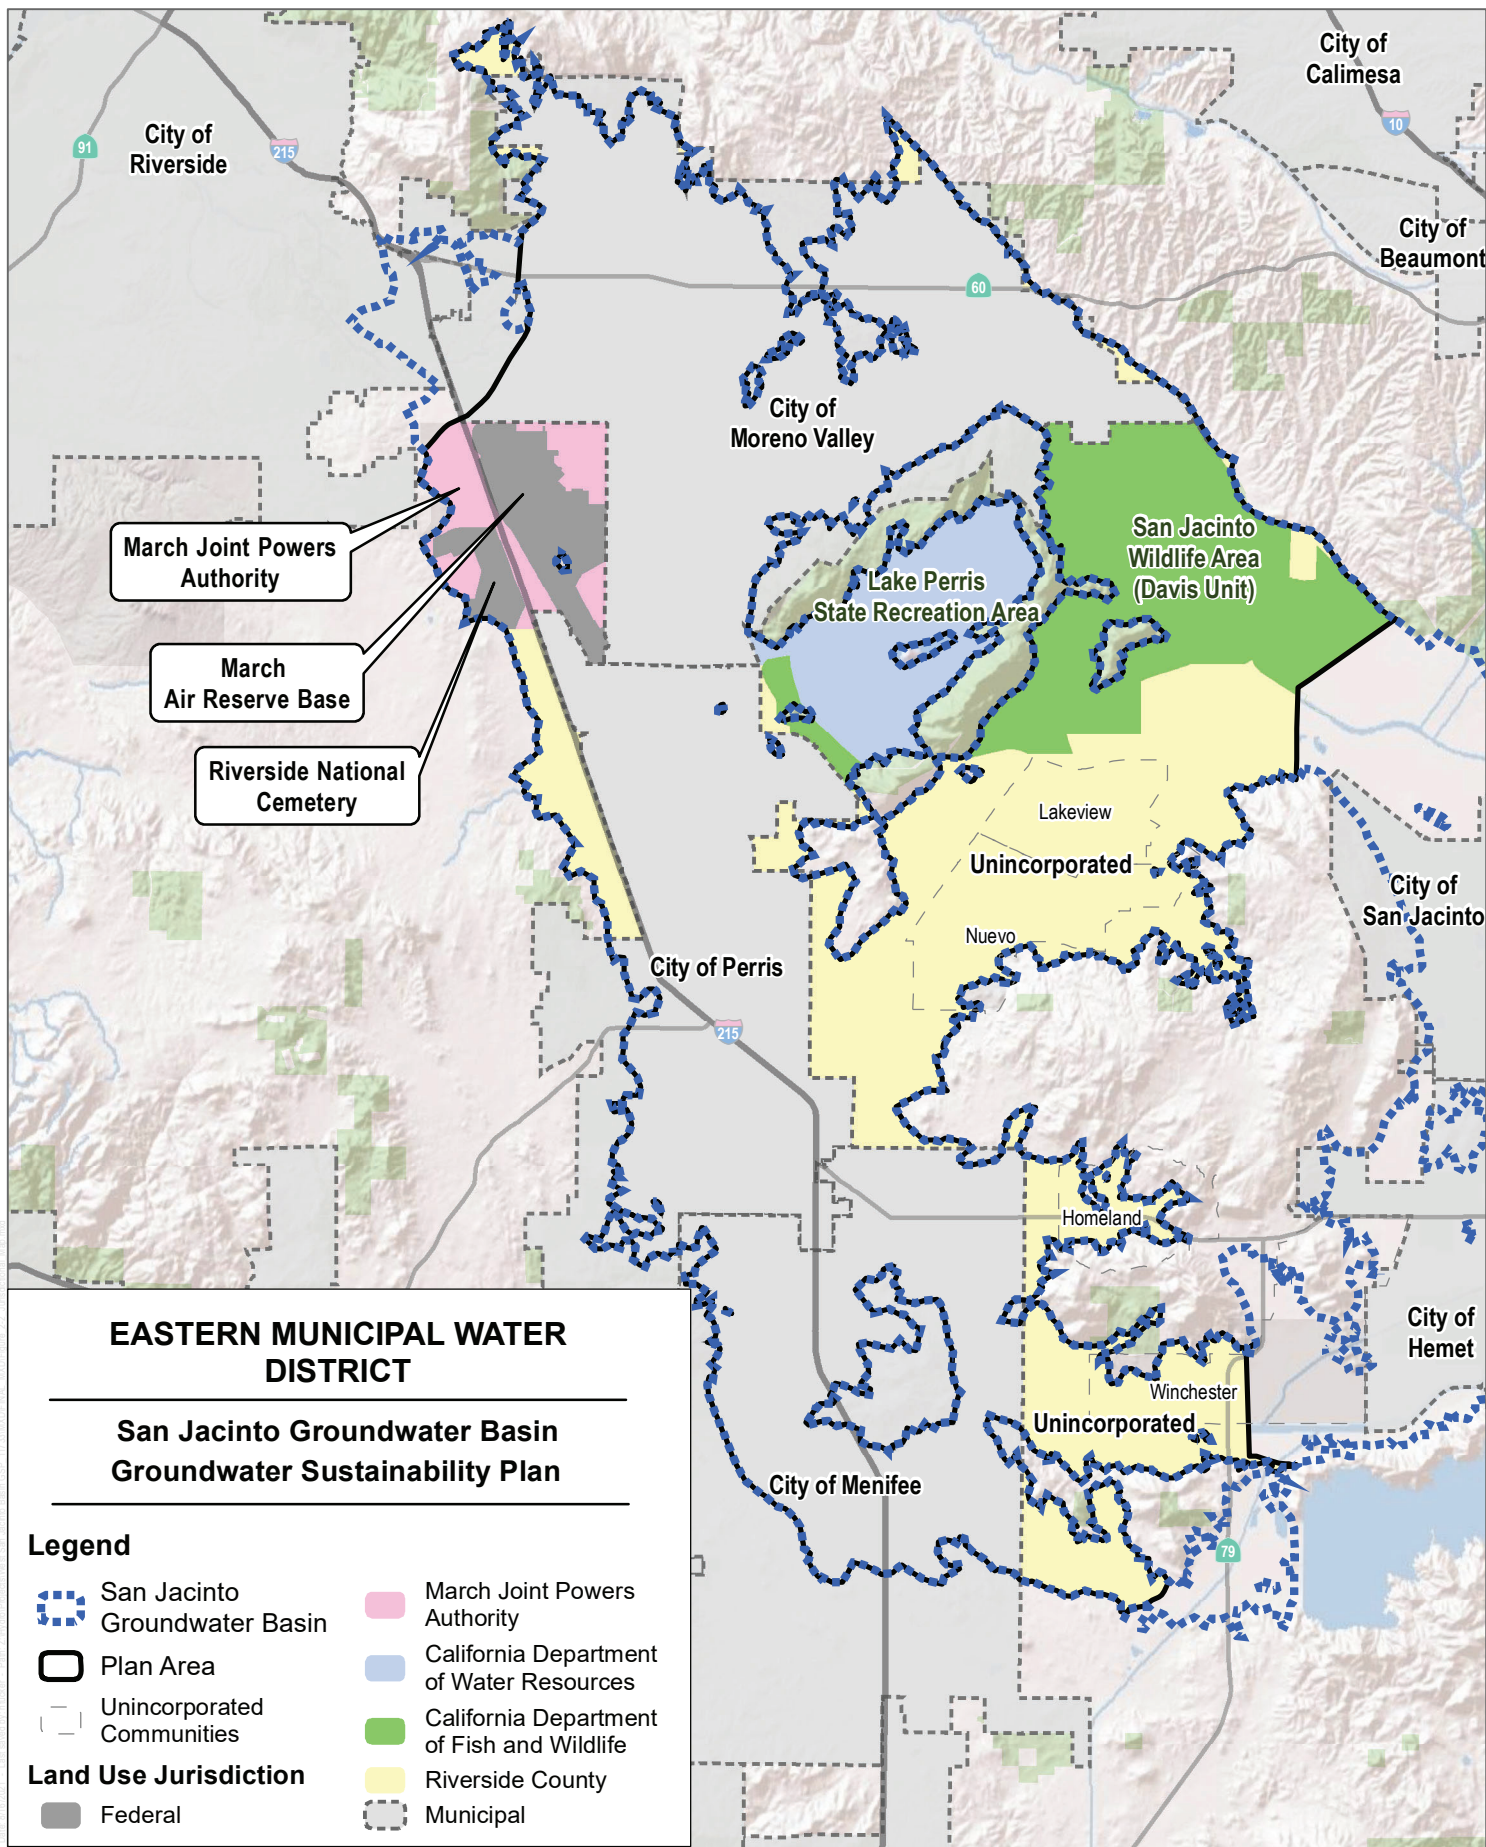 City of
Calimesa
10
City of
Riverside
91
215
City of
Beaumont
60
City of
Moreno Valley
San Jacinto
Wildlife Area
(Davis Unit)
March Joint Powers
Authority
Lake Perris
State Recreation Area
March
Air Reserve Base
Riverside National
Cemetery
Lakeview
Unincorporated
City of
San Jacinto
Nuevo
City of Perris
215
Homeland
City of
Hemet
Winchester
Unincorporated
City of Menifee
79
EASTERN MUNICIPAL WATER
DISTRICT
San Jacinto Groundwater Basin
Groundwater Sustainability Plan
Legend
San Jacinto
Groundwater Basin
Plan Area
Unincorporated
Communities
Land Use Jurisdiction
Federal
March Joint Powers
Authority
California Department
of Water Resources
California Department
of Fish and Wildlife
Riverside County
Municipal